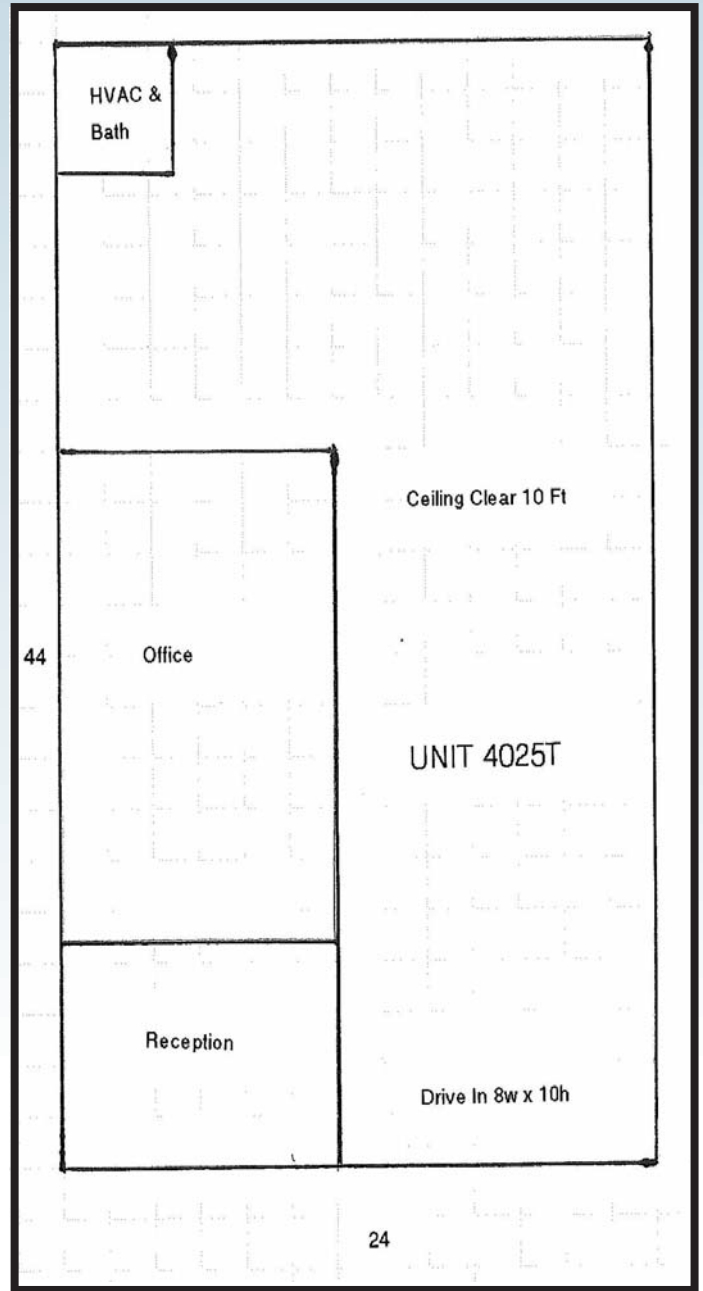 HVAC &
Bath
Ceiling Clear 10 Ft
44
Office
UNIT 4025T
Reception
Drive In 8w x 10h
24